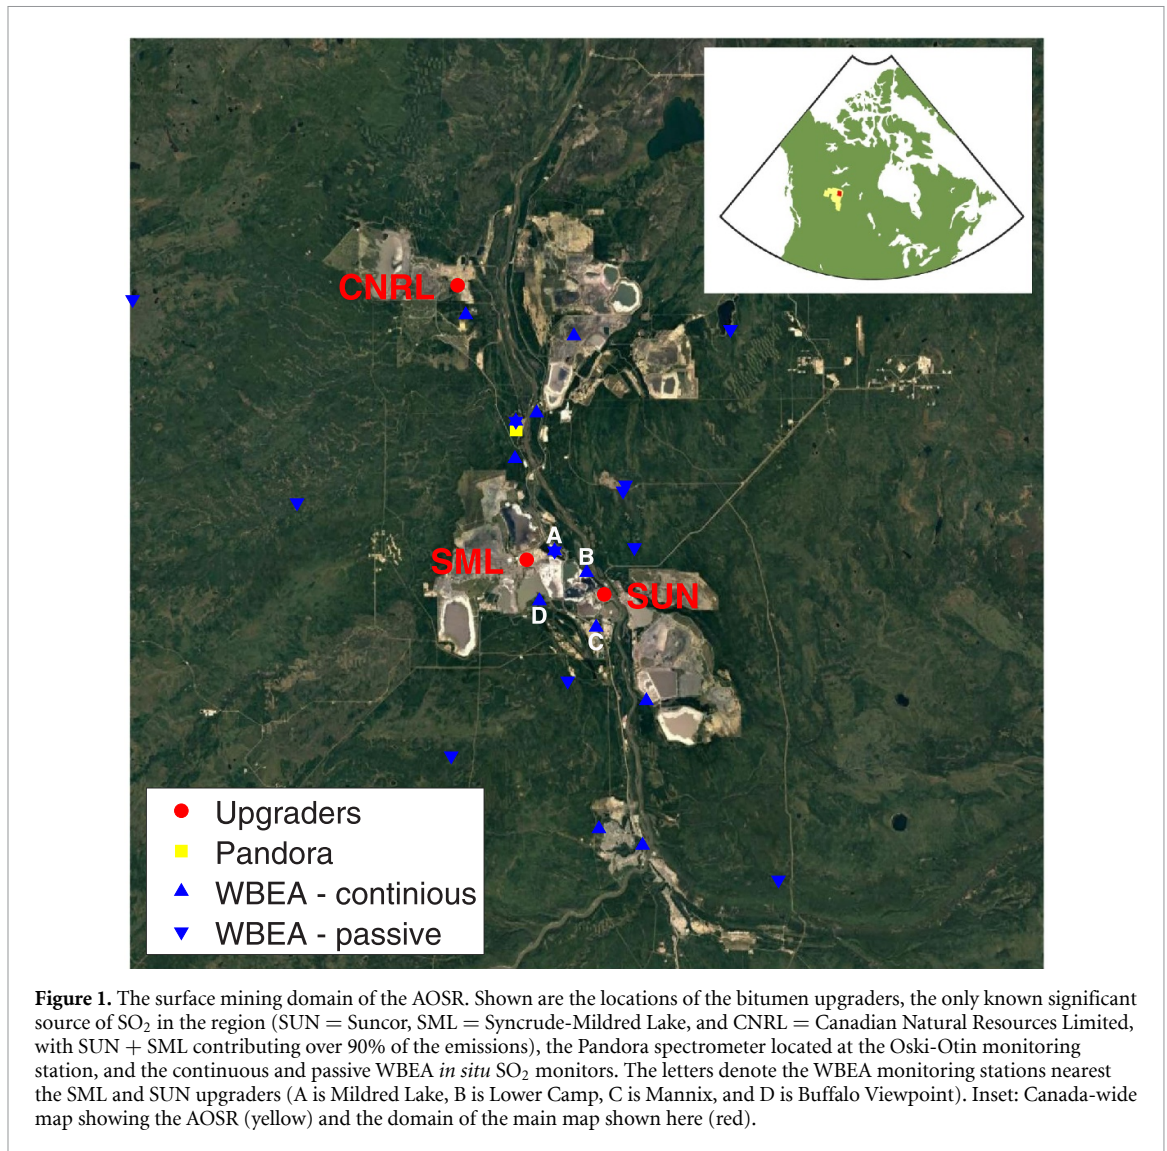 CNRL
A
B
SML
SUN
D
C
Upgraders
Pandora
WBEA - continious
WBEA - passive
Figure 1. The surface mining domain of the AOSR. Shown are the locations of the bitumen upgraders, the only known significant
source of SO₂ in the region (SUN = Suncor, SML = Syncrude-Mildred Lake, and CNRL = Canadian Natural Resources Limited,
with SUN + SML contributing over 90% of the emissions), the Pandora spectrometer located at the Oski-Otin monitoring
station, and the continuous and passive WBEA in situ SO₂ monitors. The letters denote the WBEA monitoring stations nearest
the SML and SUN upgraders (A is Mildred Lake, B is Lower Camp, C is Mannix, and D is Buffalo Viewpoint). Inset: Canada-wide
map showing the AOSR (yellow) and the domain of the main map shown here (red).